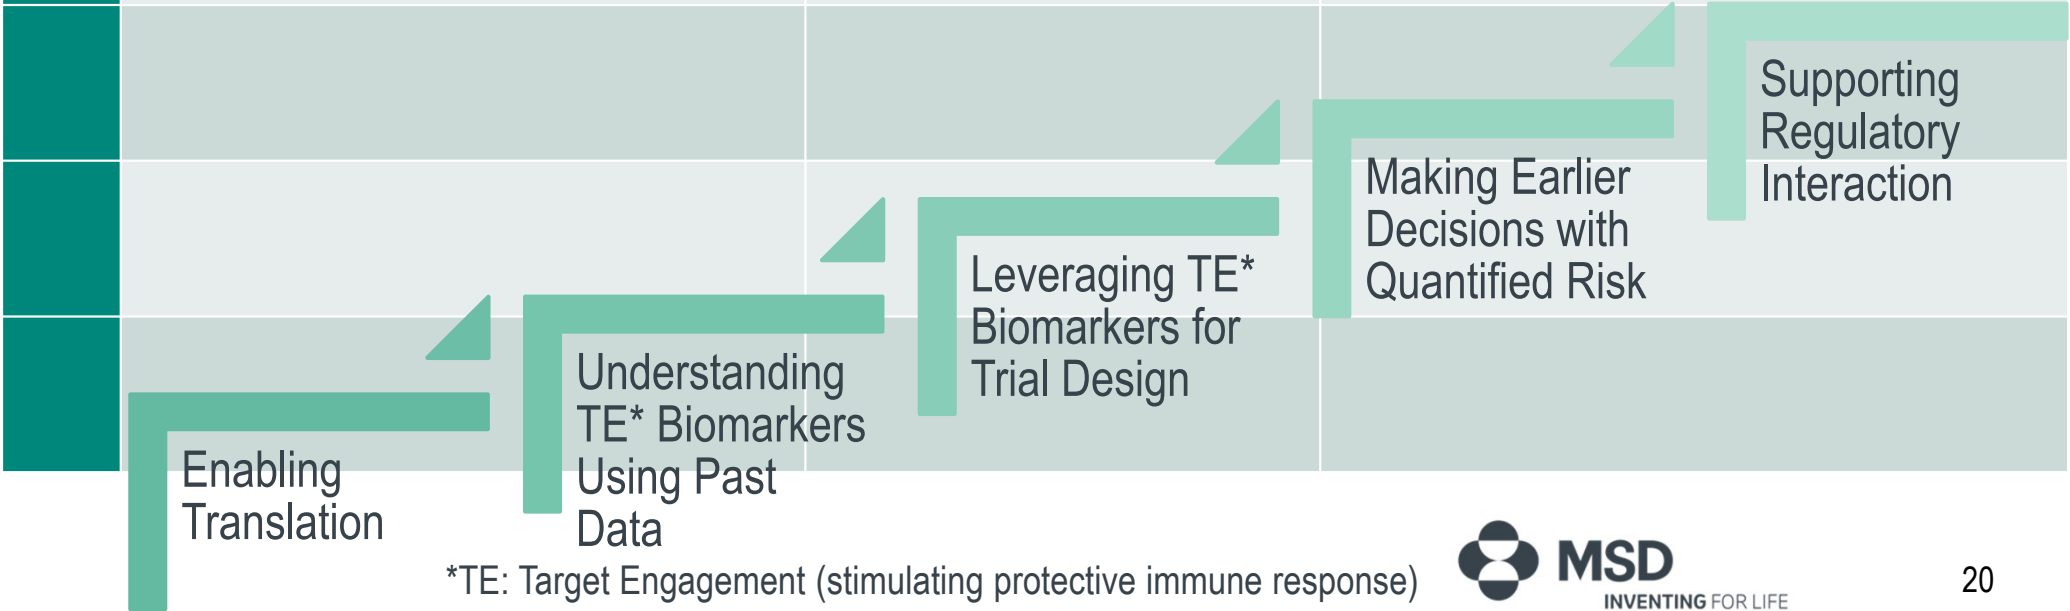 Enabling
Translation
Understanding
TE* Biomarkers
Using Past
Data
Leveraging TE*
Biomarkers for
Trial Design
Making Earlier
Decisions with
Quantified Risk
Supporting
Regulatory
Interaction
*TE: Target Engagement (stimulating protective immune response)
MSD
INVENTING FOR LIFE
20